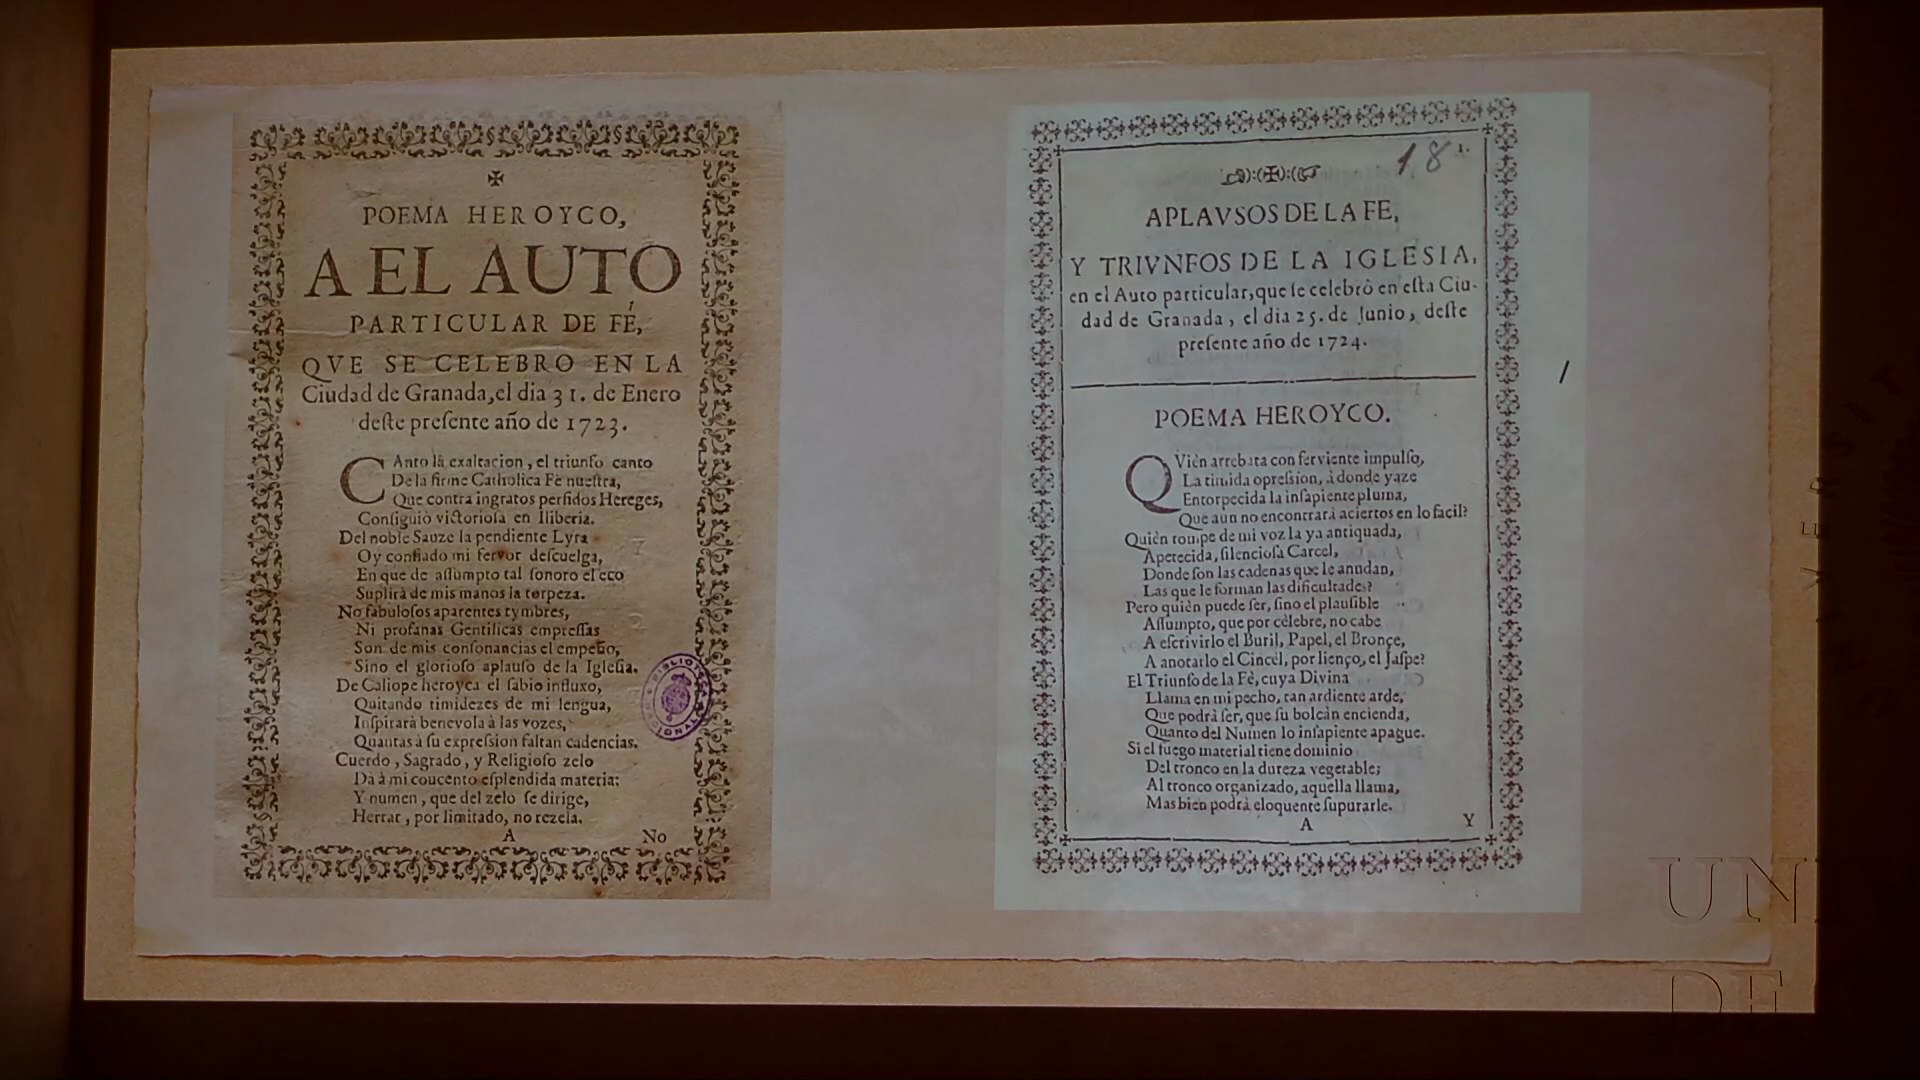 POEMA HEROYCO,
A EL AUTO
PARTICULAR DE FÉ,
QVE SE CELEBRO EN LA
Ciudad de Granada, el dia 31. de Enero
deſte preſente año de 1723.
CAnto la exaltacion, el triunfo canto
De la firme Catholica Fè nueſtra,
Que contra ingratos perfidos Hereges,
Conſiguiò victorioſa en Iliberia.
Del noble Sauze la pendiente Lyra
Oy confiado mi fervor deſcuelga,
En que de aſſumpto tal ſonoro el eco
Suplirà de mis manos la torpeza.
No fabuloſos aparentes tymbres,
Ni profanas Gentilicas empreſſas
Son de mis conſonancias el empeño,
Sino el glorioſo aplauſo de la Igleſia.
De Caliope heroyca el ſabio influxo,
Quitando timidezes de mi lengua,
Inſpirarà benevola à las vozes,
Quantas à ſu expreſsion faltan cadencias.
Cuerdo, Sagrado, y Religioſo zelo
Dà à mi coucento eſplendida materia:
Y numen, que del zelo ſe dirige,
Herrar, por limitado, no rezela.
A No
18 1.
APLAVSOS DE LA FE,
Y TRIVNFOS DE LA IGLESIA,
en el Auto particular, que ſe celebrò en eſta Ciu-
dad de Granada, el dia 25. de Junio, deſte
preſente año de 1724.
POEMA HEROYCO.
QVièn arrebata con ferviente impulſo,
La timida opreſsion, à donde yaze
Entorpecida la inſapiente pluma,
Que aun no encontrarà aciertos en lo facil?
Quièn rompe de mi voz la ya antiquada,
Apetecida, ſilencioſa Carcel,
Donde ſon las cadenas que le anudan,
Las que le forman las dificultades?
Pero quièn puede ſer, ſino el plauſible
Aſſumpto, que por cèlebre, no cabe
A eſcrivirlo el Buril, Papel, el Bronçe,
A anotarlo el Cincèl, por lienço, el Jaſpe?
El Triunfo de la Fè, cuya Divina
Llama en mi pecho, tan ardiente arde,
Que podrà ſer, que ſu bolcàn encienda,
Quanto del Numen lo inſapiente apague.
Si el fuego material tiene dominio
Del tronco en la dureza vegetable;
Al tronco organizado, aquella llama,
Mas bien podrà eloquente ſupurarle.
A Y
UNI
DE